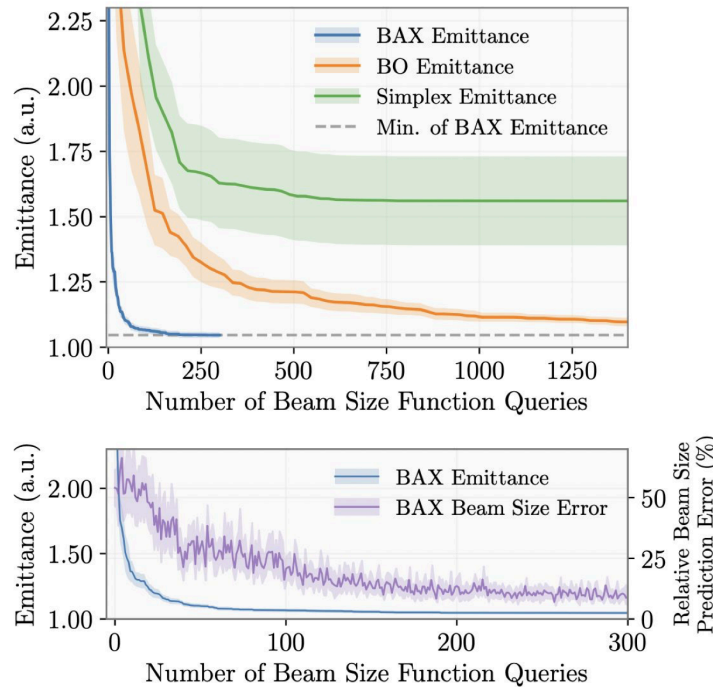 2.25
2.00
1.75
1.50
1.25
1.00
Emittance (a.u.)
BAX Emittance
BO Emittance
Simplex Emittance
Min. of BAX Emittance
0 250 500 750 1000 1250
Number of Beam Size Function Queries
2.00
1.50
1.00
Emittance (a.u.)
BAX Emittance
BAX Beam Size Error
50
25
0
Relative Beam Size
Prediction Error (%)
0 100 200 300
Number of Beam Size Function Queries